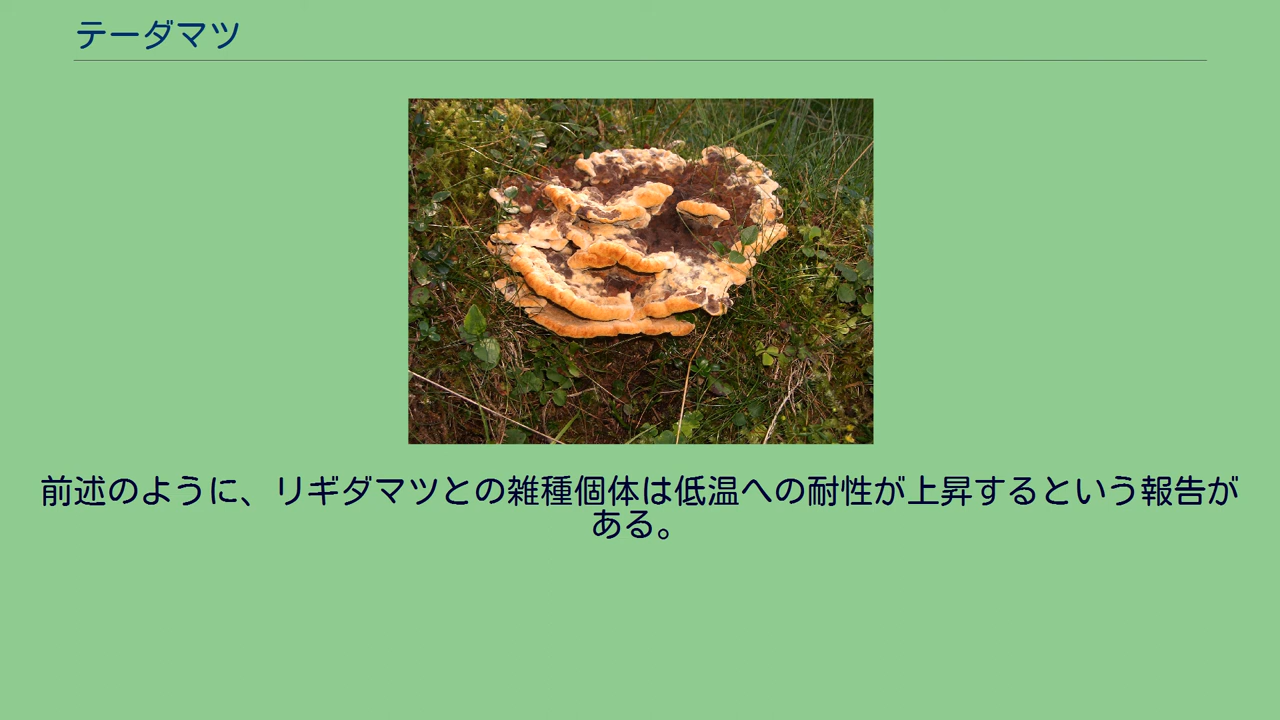 テーダマツ
前述のように、リギダマツとの雑種個体は低温への耐性が上昇するという報告が
ある。